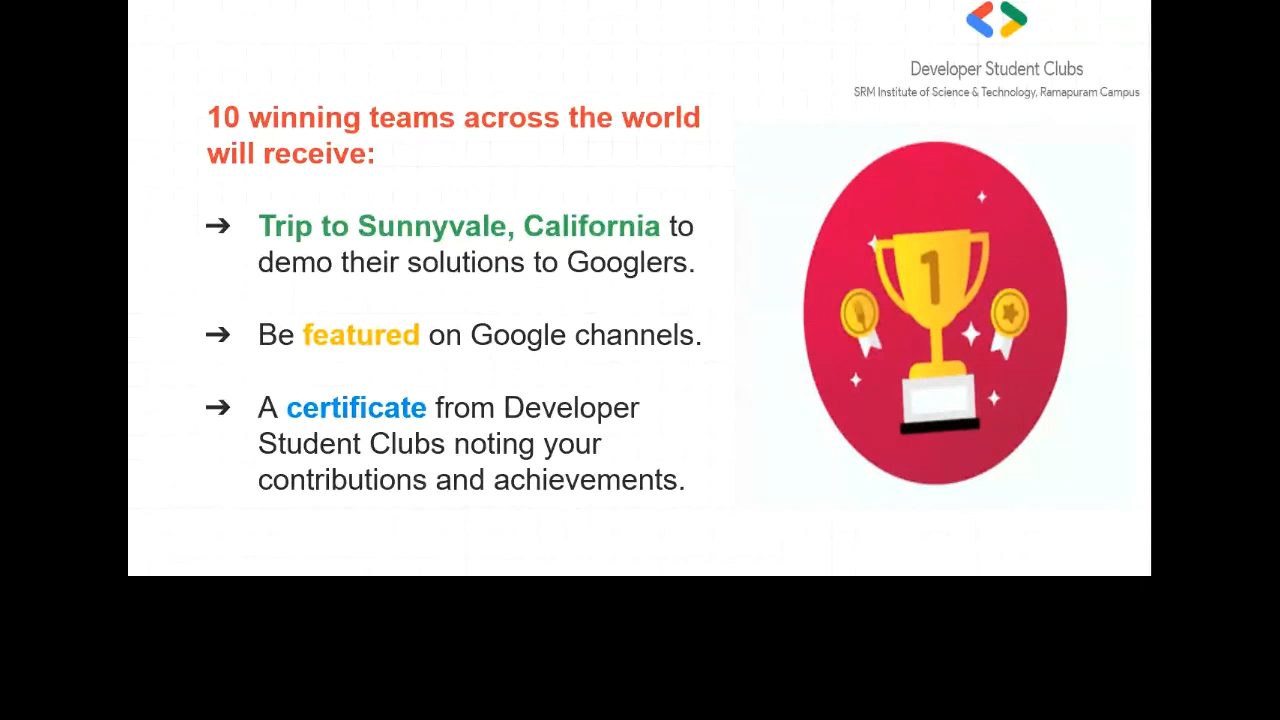 Developer Student Clubs
SRM Institute of Science & Technology, Ramapuram Campus
10 winning teams across the world
will receive:
➔ Trip to Sunnyvale, California to
demo their solutions to Googlers.
➔ Be featured on Google channels.
➔ A certificate from Developer
Student Clubs noting your
contributions and achievements.
1